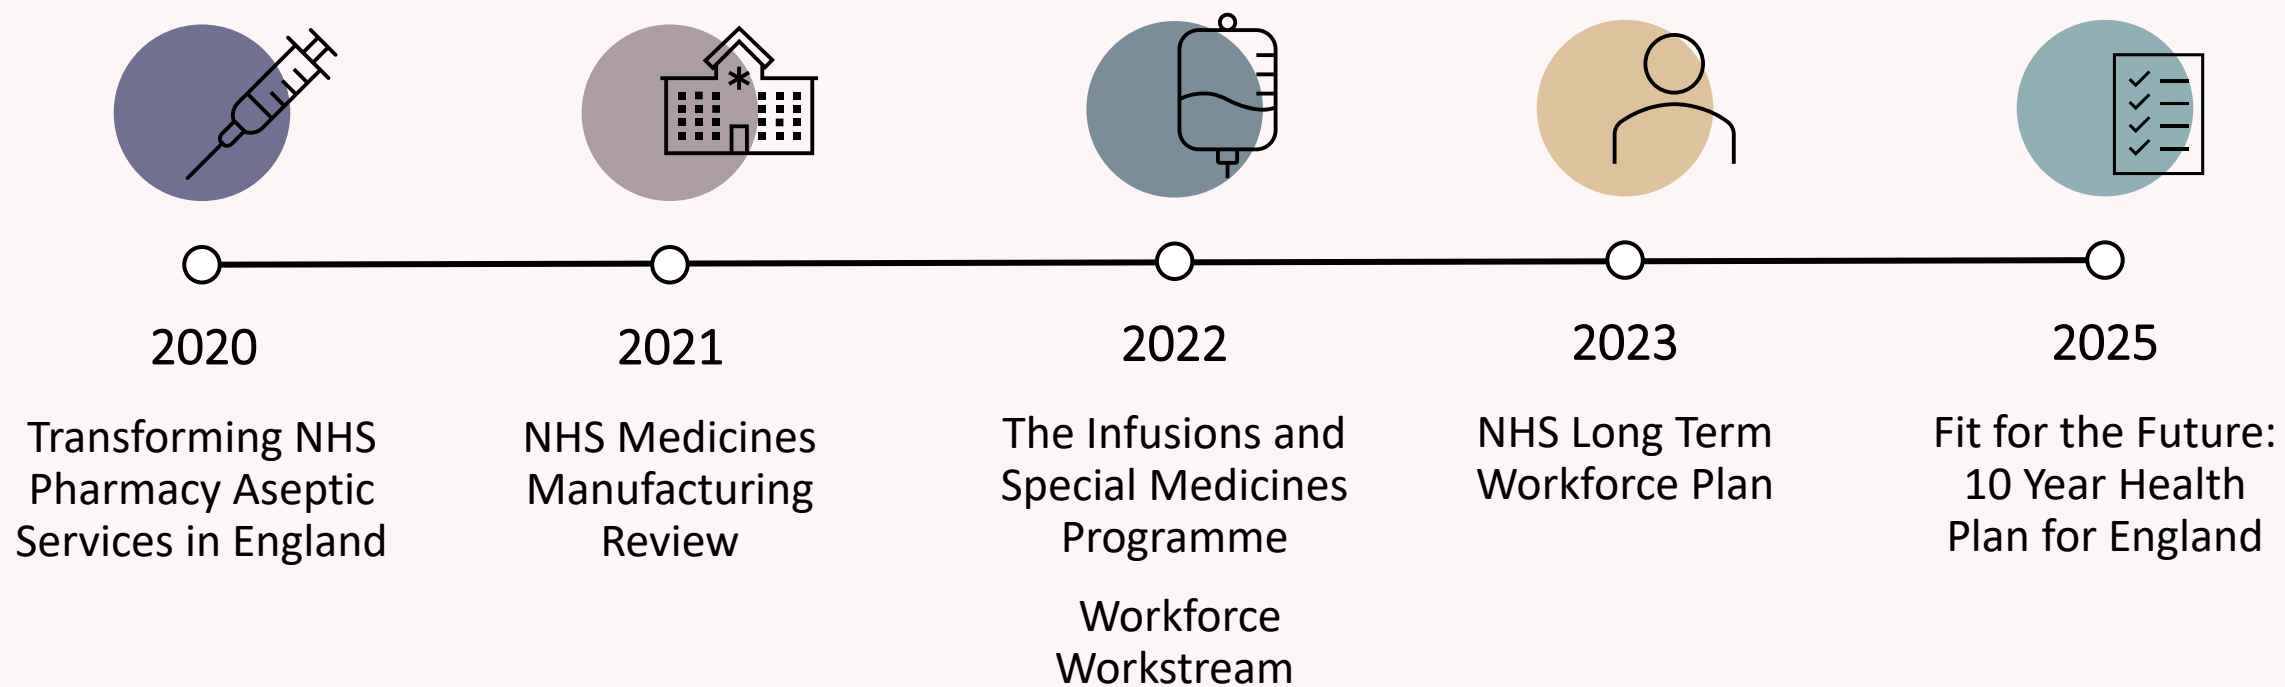 2020
Transforming NHS
Pharmacy Aseptic
Services in England
2021
NHS Medicines
Manufacturing
Review
2022
The Infusions and
Special Medicines
Programme
Workforce
Workstream
2023
NHS Long Term
Workforce Plan
2025
Fit for the Future:
10 Year Health
Plan for England